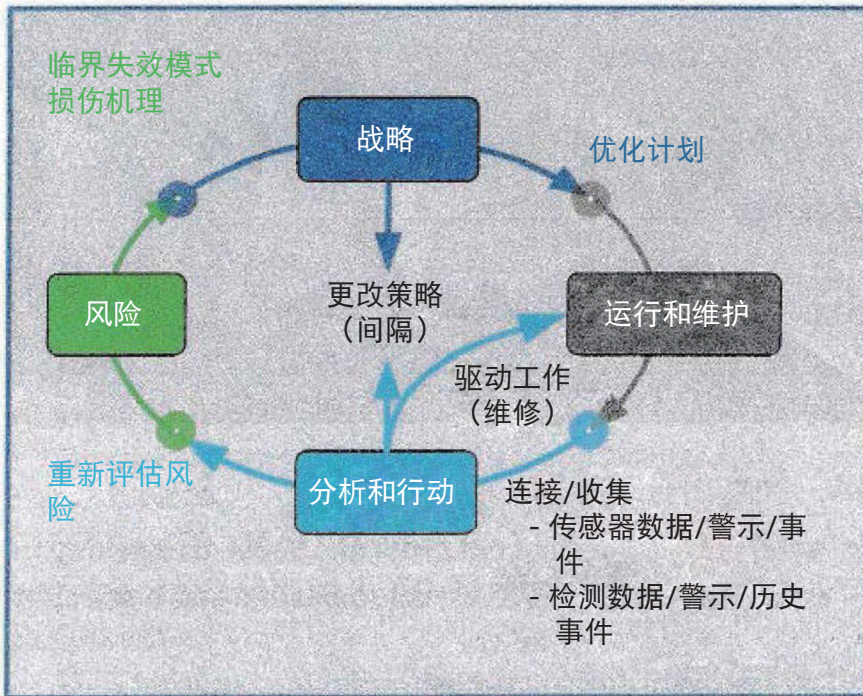 临界失效模式
损伤机理
战略
优化计划
风险
更改策略
（间隔）
运行和维护
驱动工作
（维修）
重新评估风
险
分析和行动
连接/收集
- 传感器数据/警示/事
件
- 检测数据/警示/历史
事件